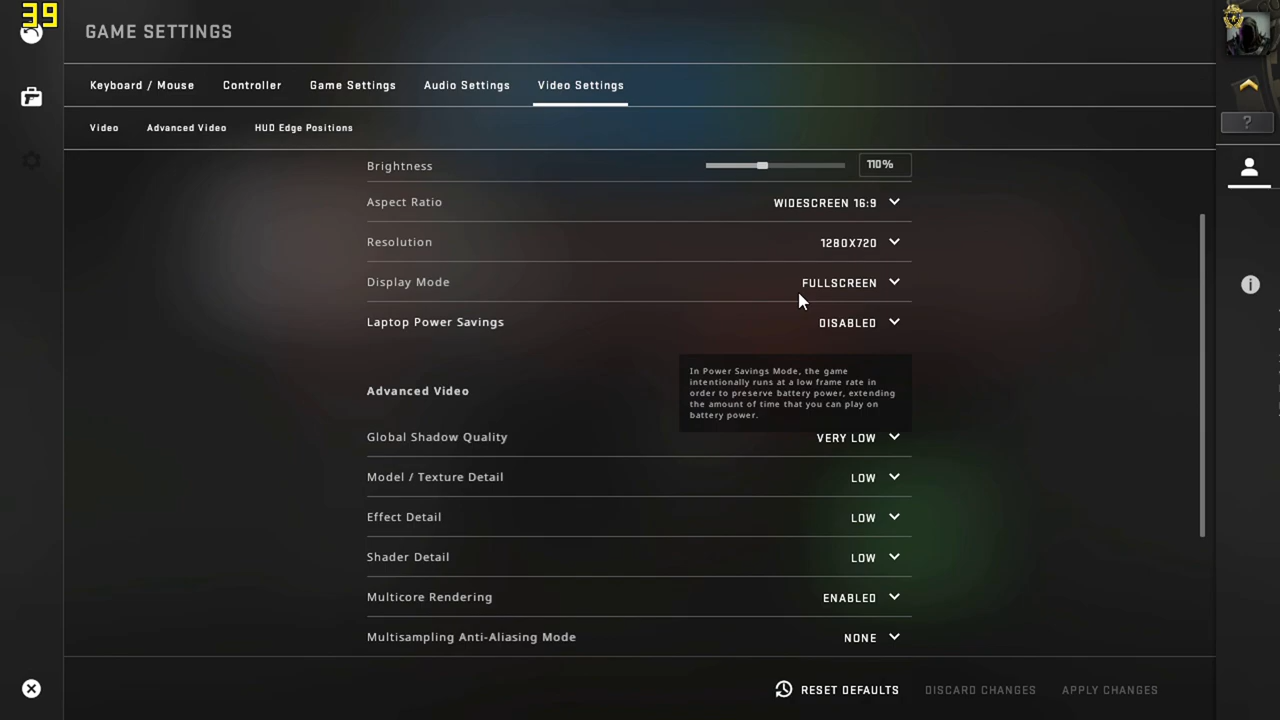 39
GAME SETTINGS
Keyboard / Mouse Controller Game Settings Audio Settings Video Settings
?
Video Advanced Video HUD Edge Positions
Brightness 110%
Aspect Ratio WIDESCREEN 16:9
Resolution 1280X720
Display Mode FULLSCREEN
Laptop Power Savings DISABLED
In Power Savings Mode, the game
intentionally runs at a low frame rate in
order to preserve battery power, extending
the amount of time that you can play on
battery power.
Advanced Video
Global Shadow Quality VERY LOW
Model / Texture Detail LOW
Effect Detail LOW
Shader Detail LOW
Multicore Rendering ENABLED
Multisampling Anti-Aliasing Mode NONE
RESET DEFAULTS DISCARD CHANGES APPLY CHANGES